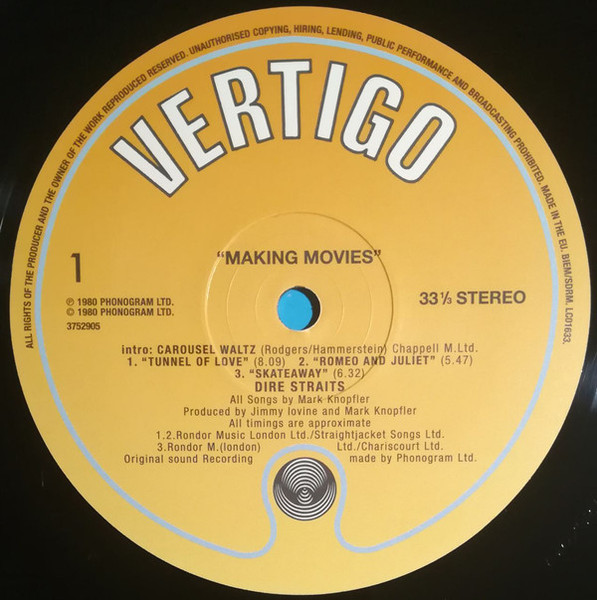 ALL RIGHTS OF THE PRODUCER AND THE OWNER OF THE WORK REPRODUCED RESERVED. UNAUTHORISED COPYING, HIRING, LENDING, PUBLIC PERFORMANCE AND BROADCASTING PROHIBITED. MADE IN THE EU. BIEM/SDRM. LC01633.
VERTIGO
1
"MAKING MOVIES"
℗ 1980 PHONOGRAM LTD.
© 1980 PHONOGRAM LTD.
3752905
33⅓ STEREO
intro: CAROUSEL WALTZ (Rodgers/Hammerstein) Chappell M.Ltd.
1. "TUNNEL OF LOVE" (8.09) 2. "ROMEO AND JULIET" (5.47)
3. "SKATEAWAY" (6.32)
DIRE STRAITS
All Songs by Mark Knopfler
Produced by Jimmy Iovine and Mark Knopfler
All timings are approximate
1.2.Rondor Music London Ltd./Straightjacket Songs Ltd.
3.Rondor M.(london) Ltd./Chariscourt Ltd.
Original sound Recording made by Phonogram Ltd.